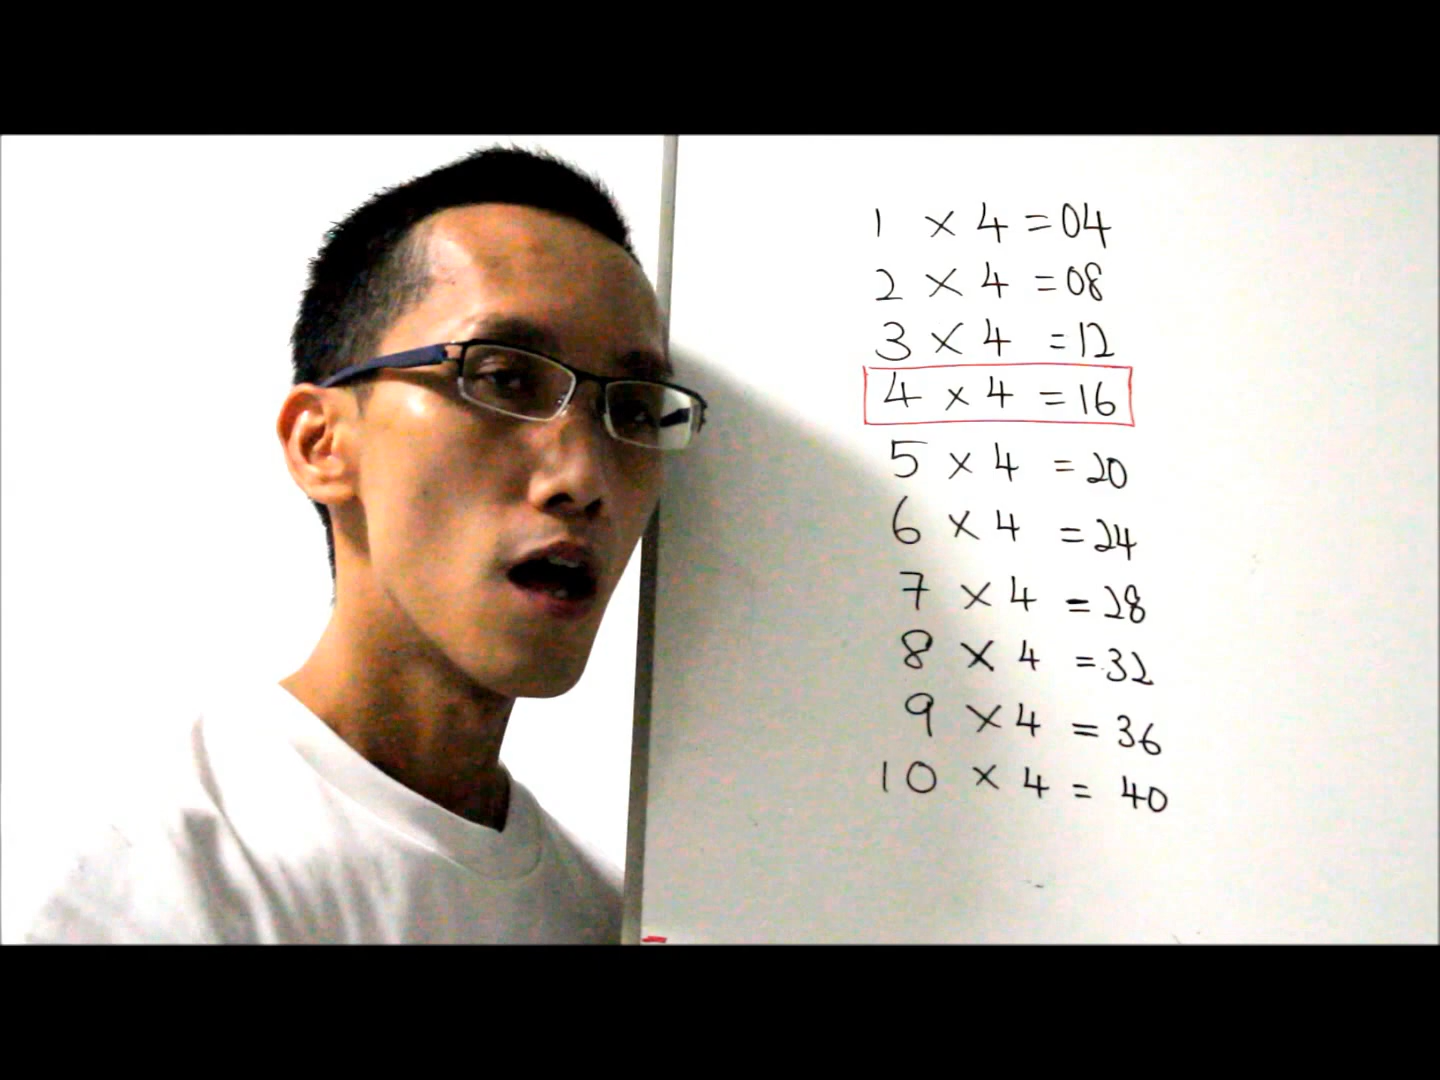 1 × 4 = 04
2 × 4 = 08
3 × 4 = 12
4 × 4 = 16
5 × 4 = 20
6 × 4 = 24
7 × 4 = 28
8 × 4 = 32
9 × 4 = 36
10 × 4 = 40